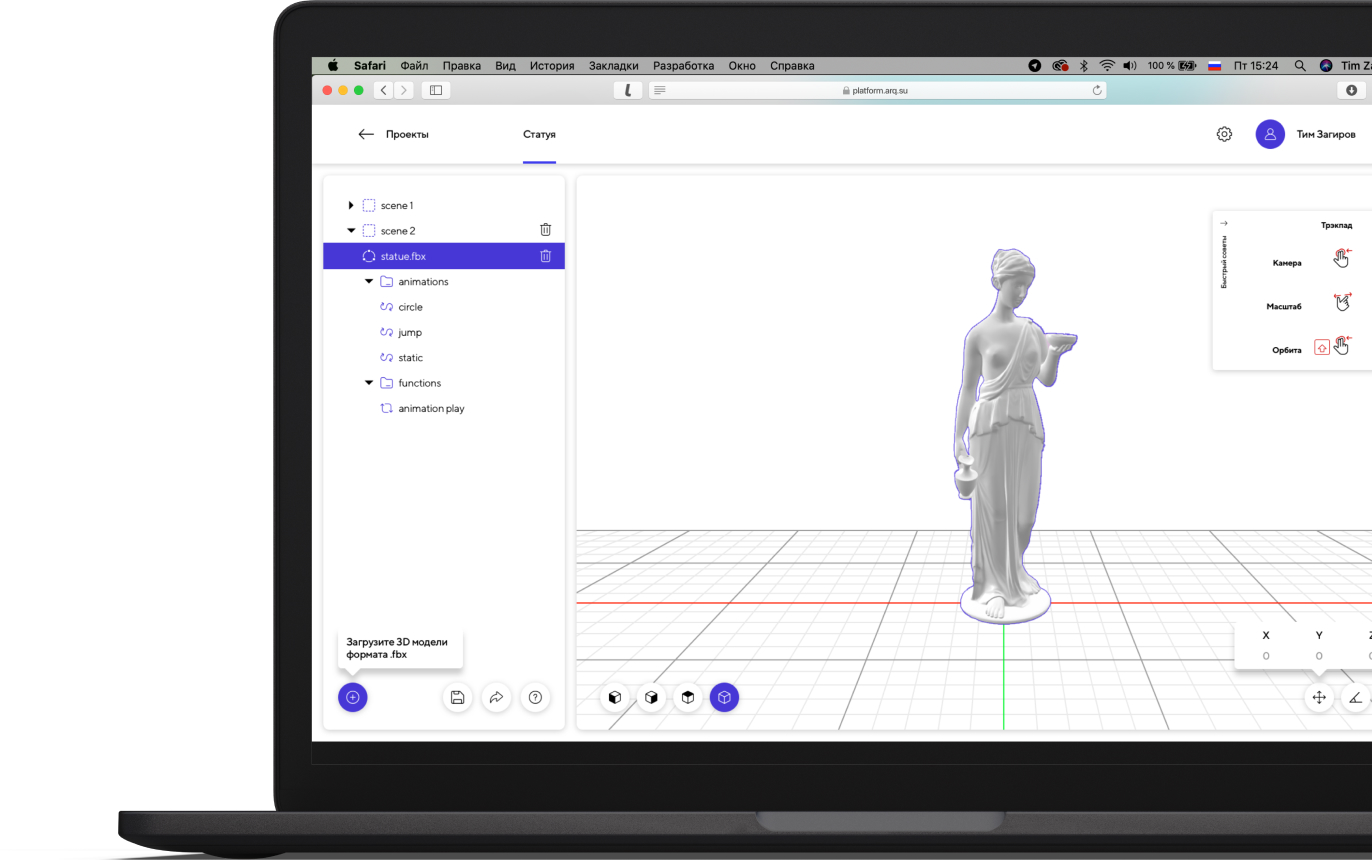 Safari Файл Правка Вид История Закладки Разработка Окно Справка 100 % Пт 15:24 Tim
platform.arq.su
Проекты Статуя Тим Загиров
scene 1
scene 2
statue.fbx
animations
circle
jump
static
functions
animation play
Загрузите 3D модели
формата .fbx
Быстрый советы
Трэкпад
Камера
Масштаб
Орбита
X Y Z
0 0